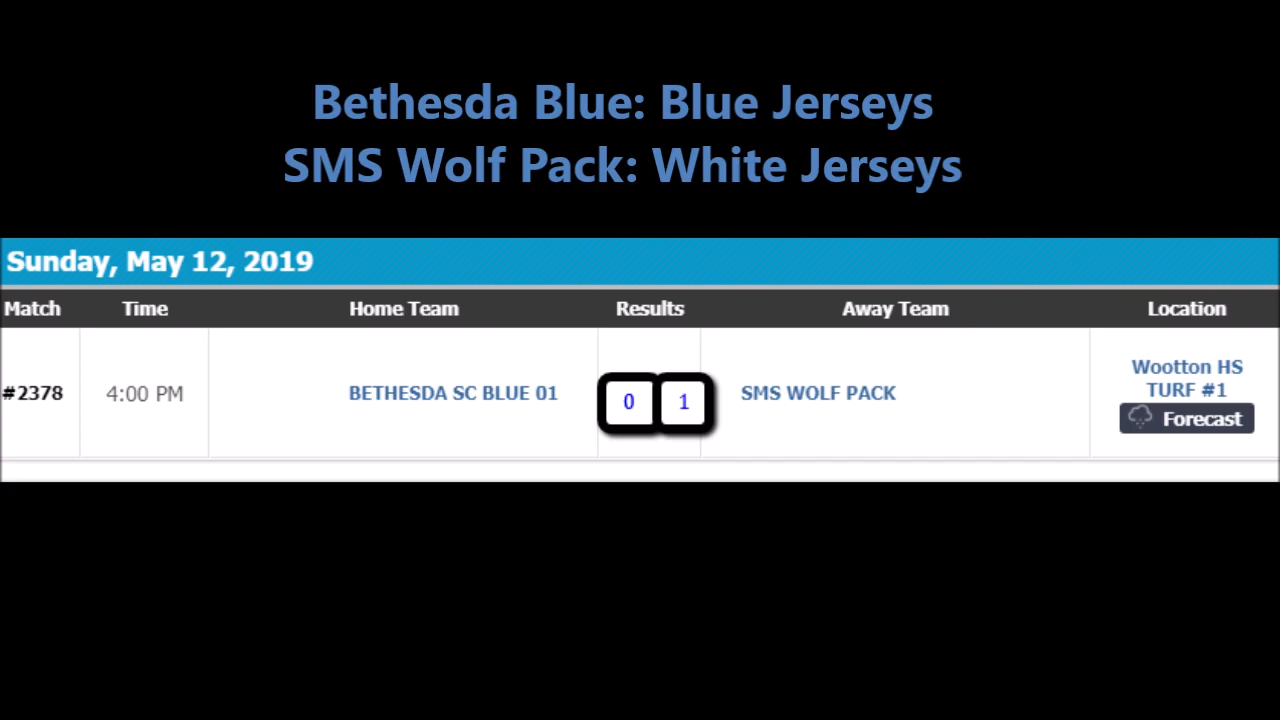 Bethesda Blue: Blue Jerseys
SMS Wolf Pack: White Jerseys
Sunday, May 12, 2019
Match Time Home Team Results Away Team Location
#2378 4:00 PM BETHESDA SC BLUE 01 0 1 SMS WOLF PACK Wootton HS
TURF #1
Forecast